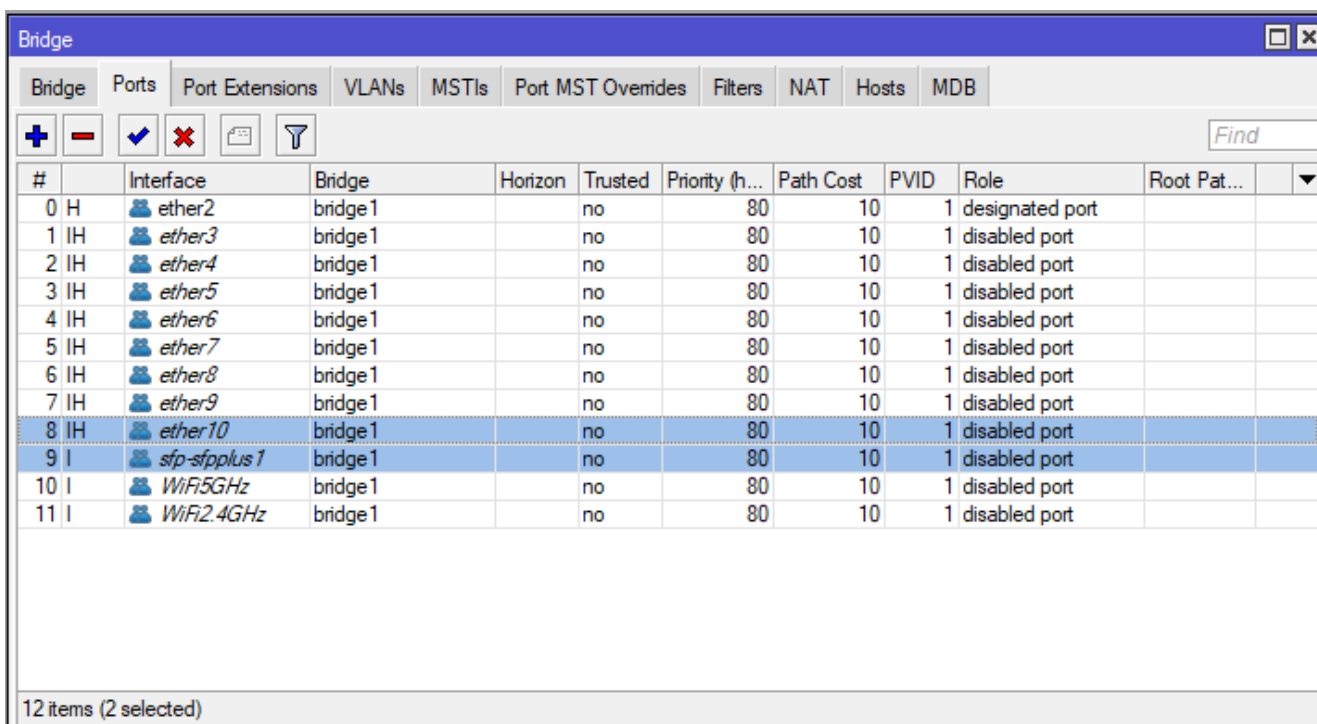 Bridge
Bridge Ports Port Extensions VLANs MSTIs Port MST Overrides Filters NAT Hosts MDB
Find
# Interface Bridge Horizon Trusted Priority (h... Path Cost PVID Role Root Pat...
0 H ether2 bridge1 no 80 10 1 designated port
1 IH ether3 bridge1 no 80 10 1 disabled port
2 IH ether4 bridge1 no 80 10 1 disabled port
3 IH ether5 bridge1 no 80 10 1 disabled port
4 IH ether6 bridge1 no 80 10 1 disabled port
5 IH ether7 bridge1 no 80 10 1 disabled port
6 IH ether8 bridge1 no 80 10 1 disabled port
7 IH ether9 bridge1 no 80 10 1 disabled port
8 IH ether10 bridge1 no 80 10 1 disabled port
9 I sfp-sfpplus1 bridge1 no 80 10 1 disabled port
10 I WiFi5GHz bridge1 no 80 10 1 disabled port
11 I WiFi2.4GHz bridge1 no 80 10 1 disabled port
12 items (2 selected)